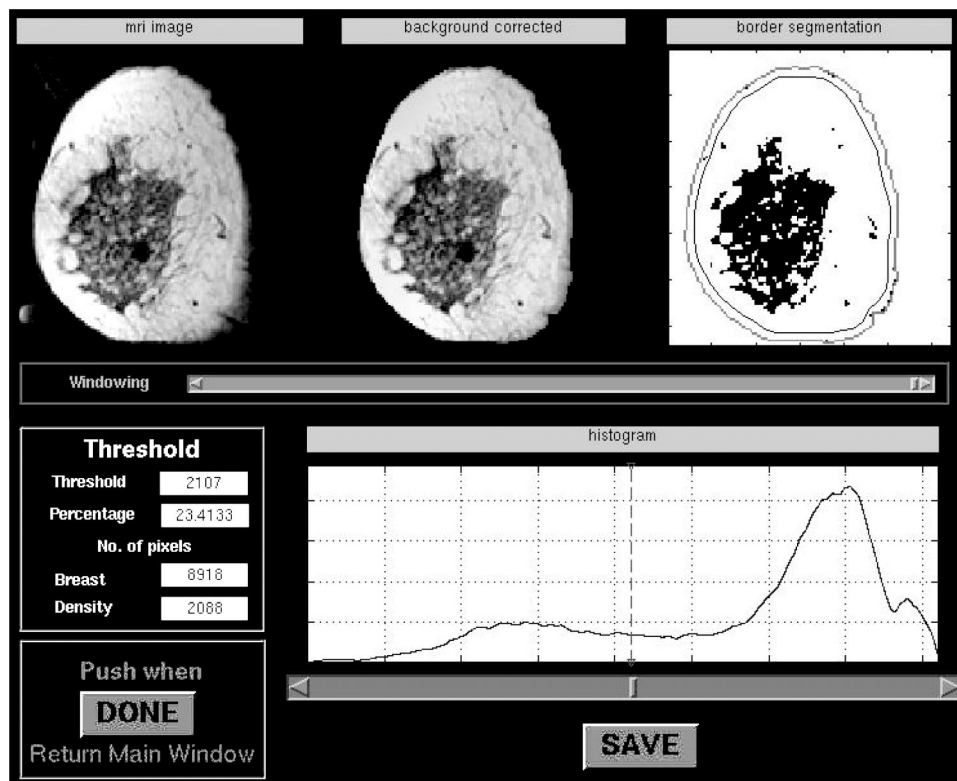 mri image
background corrected
border segmentation
Windowing
Threshold
Threshold 2107
Percentage 23.4133
No. of pixels
Breast 8918
Density 2088
histogram
Push when
DONE
Return Main Window
SAVE